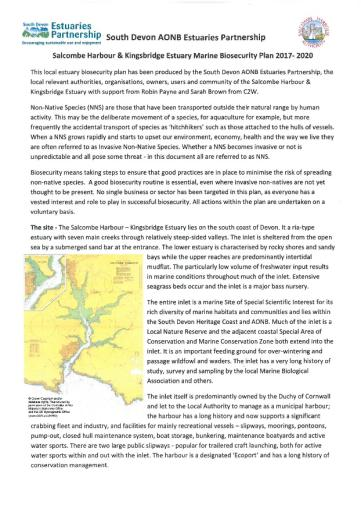 South Devon Estuaries
Partnership
Encouraging sustainable use and enjoyment
South Devon AONB Estuaries Partnership
Salcombe Harbour & Kingsbridge Estuary Marine Biosecurity Plan 2017- 2020
This local estuary biosecurity plan has been produced by the South Devon AONB Estuaries Partnership, the
local relevant authorities, organisations, owners, users and community of the Salcombe Harbour &
Kingsbridge Estuary with support from Robin Payne and Sarah Brown from C2W.
Non-Native Species (NNS) are those that have been transported outside their natural range by human
activity. This may be the deliberate movement of a species, for aquaculture for example, but more
frequently the accidental transport of species as 'hitchhikers' such as those attached to the hulls of vessels.
When a NNS grows rapidly and starts to upset our environment, economy, health and the way we live they
are often referred to as Invasive Non-Native Species. Whether a NNS becomes invasive or not is
unpredictable and all pose some threat - in this document all are referred to as NNS.
Biosecurity means taking steps to ensure that good practices are in place to minimise the risk of spreading
non-native species. A good biosecurity routine is essential, even where invasive non-natives are not yet
thought to be present. No single business or sector has been targeted in this plan, as everyone has a
vested interest and role to play in successful biosecurity. All actions within the plan are undertaken on a
voluntary basis.
The site - The Salcombe Harbour – Kingsbridge Estuary lies on the south coast of Devon. It a ria-type
estuary with seven main creeks through relatively steep-sided valleys. The inlet is sheltered from the open
sea by a submerged sand bar at the entrance. The lower estuary is characterised by rocky shores and sandy
bays while the upper reaches are predominantly intertidal
mudflat. The particularly low volume of freshwater input results
in marine conditions throughout much of the inlet. Extensive
seagrass beds occur and the inlet is a major bass nursery.
The entire inlet is a marine Site of Special Scientific Interest for its
rich diversity of marine habitats and communities and lies within
the South Devon Heritage Coast and AONB. Much of the inlet is a
Local Nature Reserve and the adjacent coastal Special Area of
Conservation and Marine Conservation Zone both extend into the
inlet. It is an important feeding ground for over-wintering and
passage wildfowl and waders. The inlet has a very long history of
study, survey and sampling by the local Marine Biological
Association and others.
© Crown Copyright and/or
database rights.
The inlet itself is predominantly owned by the Duchy of Cornwall
and let to the Local Authority to manage as a municipal harbour;
the harbour has a long history and now supports a significant
crabbing fleet and industry, and facilities for mainly recreational vessels – slipways, moorings, pontoons,
pump-out, closed hull maintenance system, boat storage, bunkering, maintenance boatyards and active
water sports. There are two large public slipways - popular for trailered craft launching, both for active
water sports within and out with the inlet. The harbour is a designated 'Ecoport' and has a long history of
conservation management.